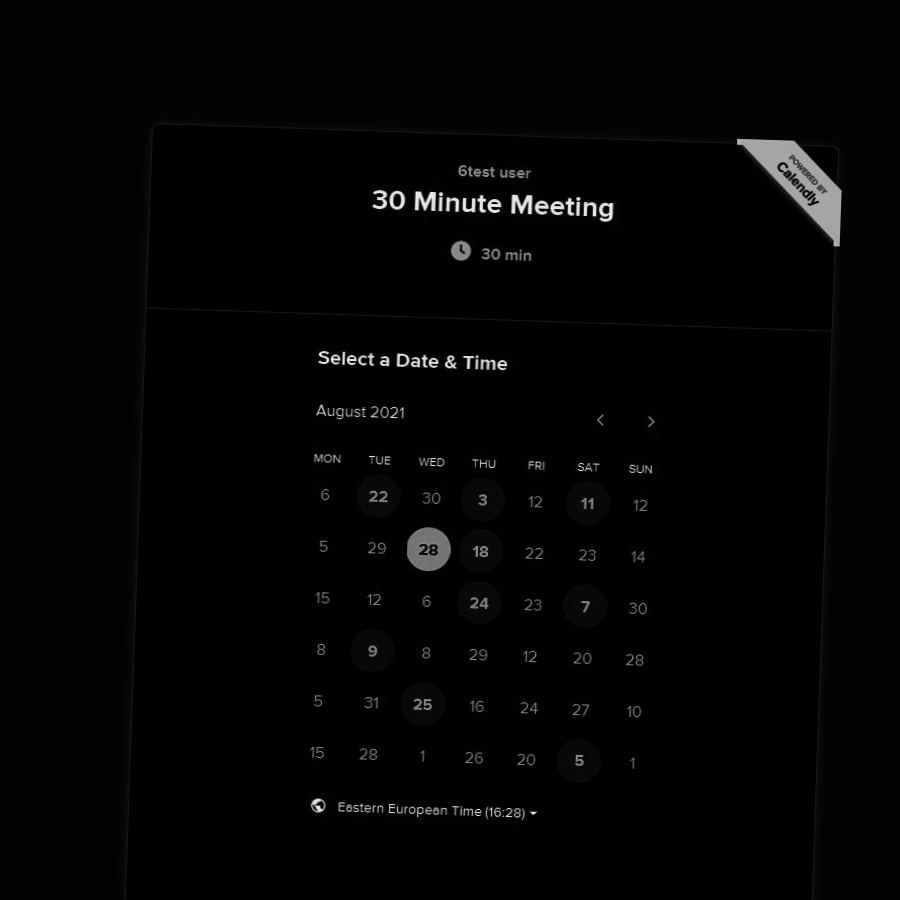 POWERED BY
Calendly
6test user
30 Minute Meeting
30 min
Select a Date & Time
August 2021
MON TUE WED THU FRI SAT SUN
6 22 30 3 12 11 12
5 29 28 18 22 23 14
15 12 6 24 23 7 30
8 9 8 29 12 20 28
5 31 25 16 24 27 10
15 28 1 26 20 5 1
Eastern European Time (16:28)